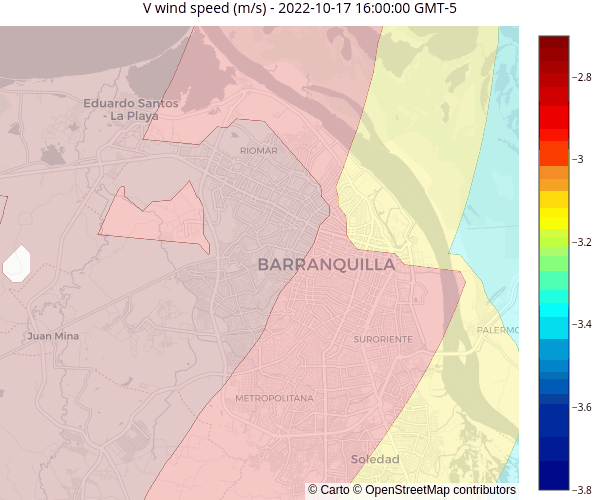 V wind speed (m/s) - 2022-10-17 16:00:00 GMT-5
Eduardo Santos
- La Playa
RIOMAR
BARRANQUILLA
Juan Mina
SURORIENTE
PALERMO
METROPOLITANA
Soledad
© Carto © OpenStreetMap contributors
−2.8
−3
−3.2
−3.4
−3.6
−3.8